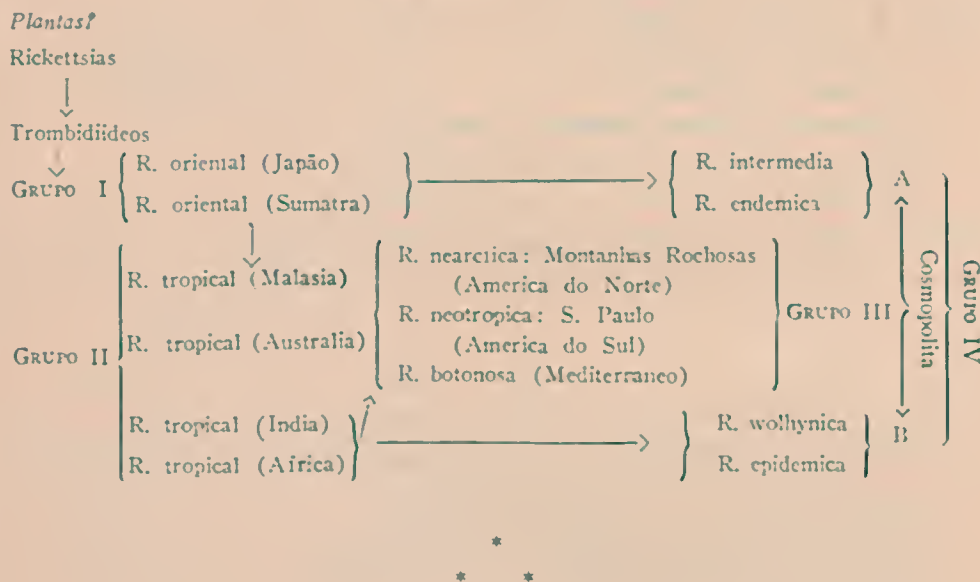 Plantas?
Rickettsias
Trombidiideos
GRUPO I
R. oriental (Japão)
R. oriental (Sumatra)
R. intermedia
R. endemica
A
GRUPO II
R. tropical (Malasia)
R. tropical (Australia)
R. tropical (India)
R. tropical (Africa)
R. nearctica: Montanhas Rochosas
(America do Norte)
R. neotropica: S. Paulo
(America do Sul)
R. botonosa (Mediterraneo)
GRUPO III
R. wolhynica
R. epidemica
B
Cosmopolita
GRUPO IV
* * *